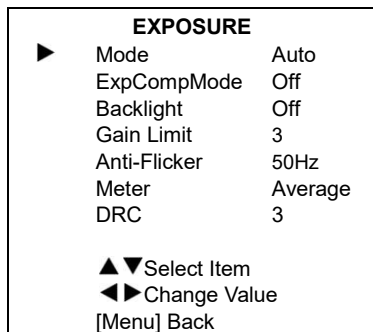 EXPOSURE
▶ Mode Auto
ExpCompMode Off
Backlight Off
Gain Limit 3
Anti-Flicker 50Hz
Meter Average
DRC 3
▲▼Select Item
◀▶Change Value
[Menu] Back